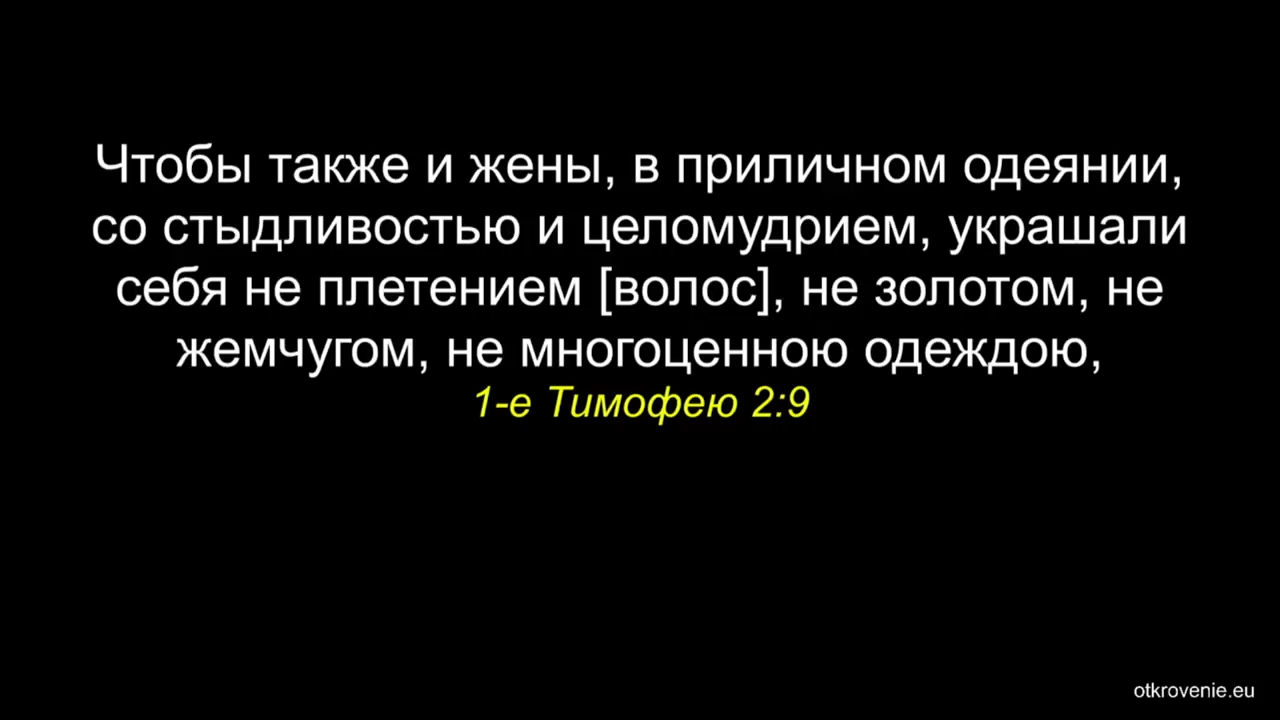 Чтобы также и жены, в приличном одеянии,
со стыдливостью и целомудрием, украшали
себя не плетением [волос], не золотом, не
жемчугом, не многоценною одеждою,
1-е Тимофею 2:9
otkrovenie.eu